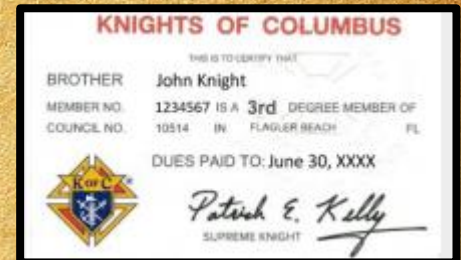 KNIGHTS OF COLUMBUS
THIS IS TO CERTIFY THAT
BROTHER John Knight
MEMBER NO. 1234567 IS A 3rd DEGREE MEMBER OF
COUNCIL NO. 10514 IN FLAGLER BEACH FL
DUES PAID TO: June 30, XXXX
K OF C
Patrick E. Kelly
SUPREME KNIGHT